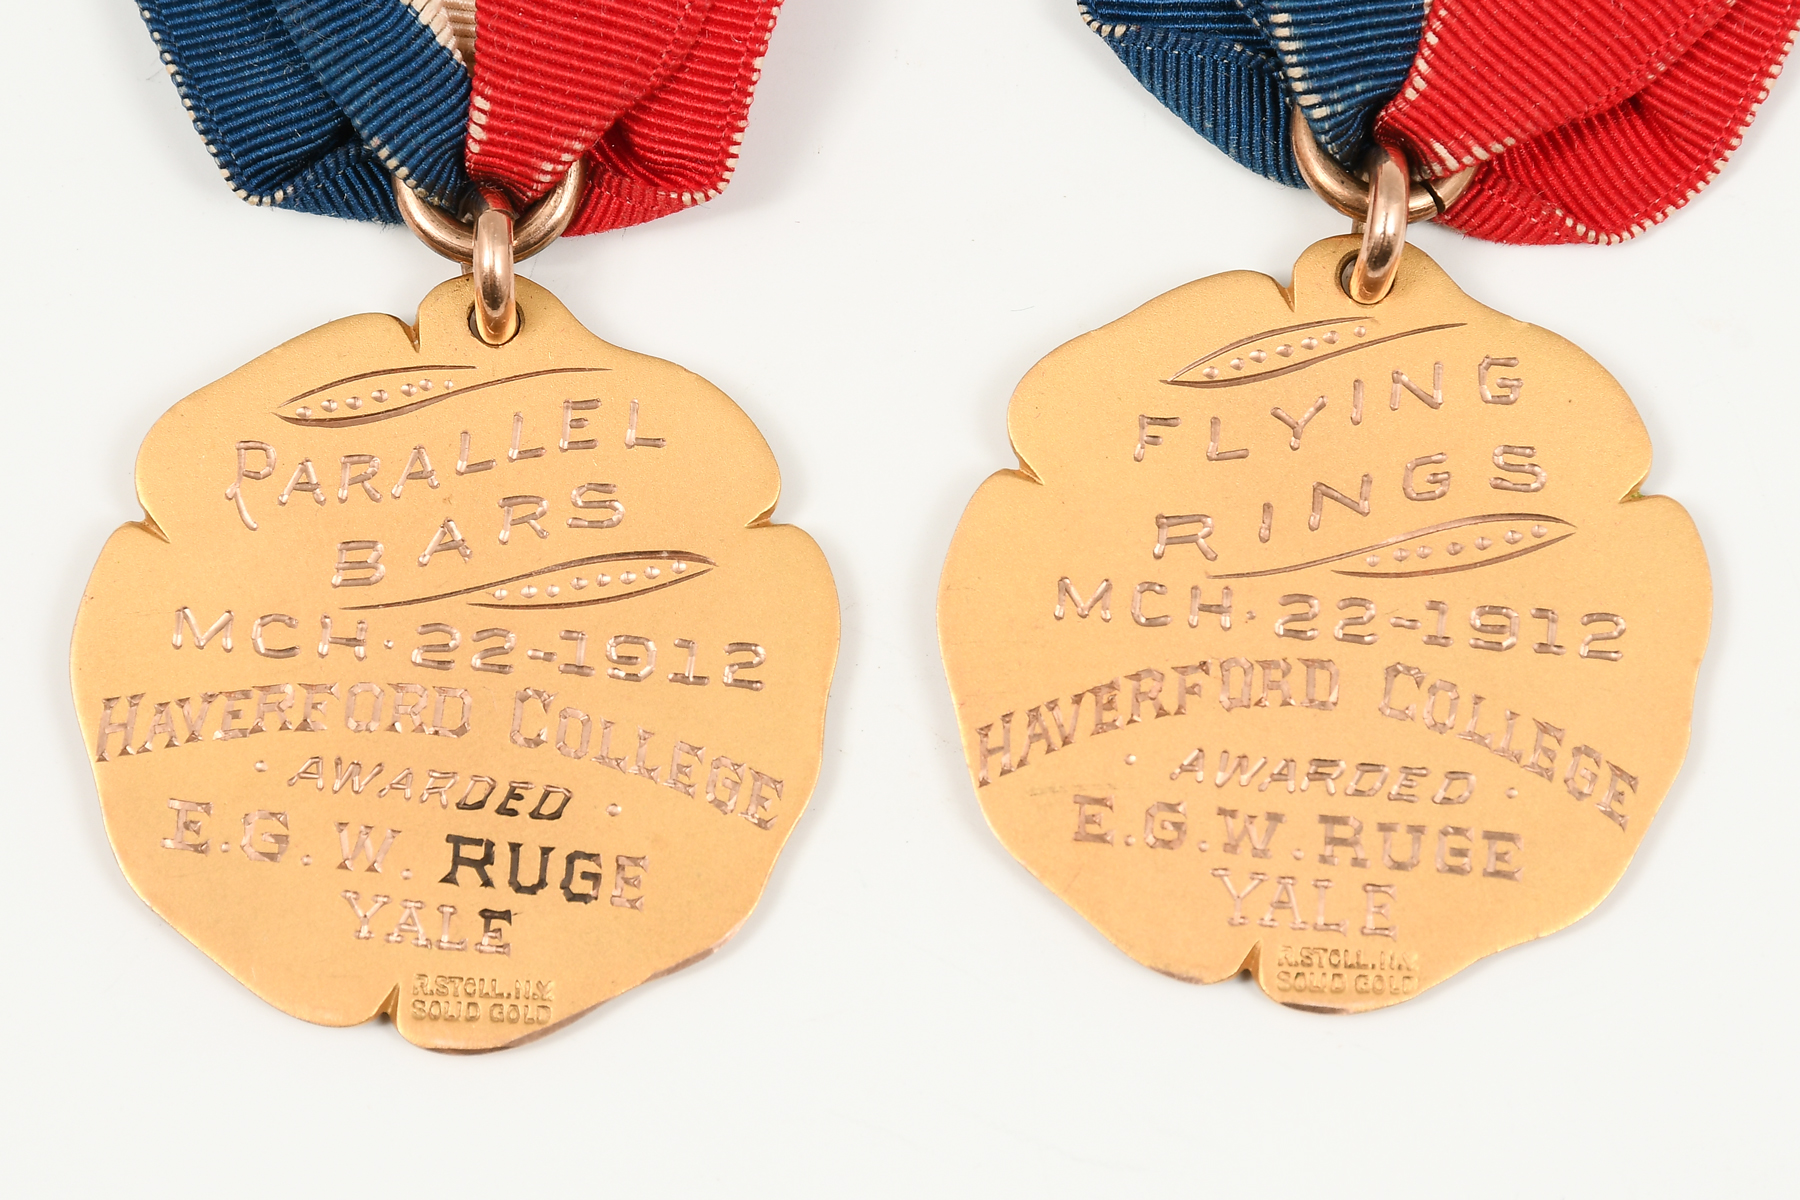 PARALLEL
BARS
MCH. 22-1912
HAVERFORD COLLEGE
· AWARDED ·
E.G. W. RUGE
YALE
R.STOLL.N.Y.
SOLID GOLD
FLYING
RINGS
MCH. 22-1912
HAVERFORD COLLEGE
· AWARDED ·
E.G.W. RUGE
YALE
R.STOLL.N.Y.
SOLID GOLD